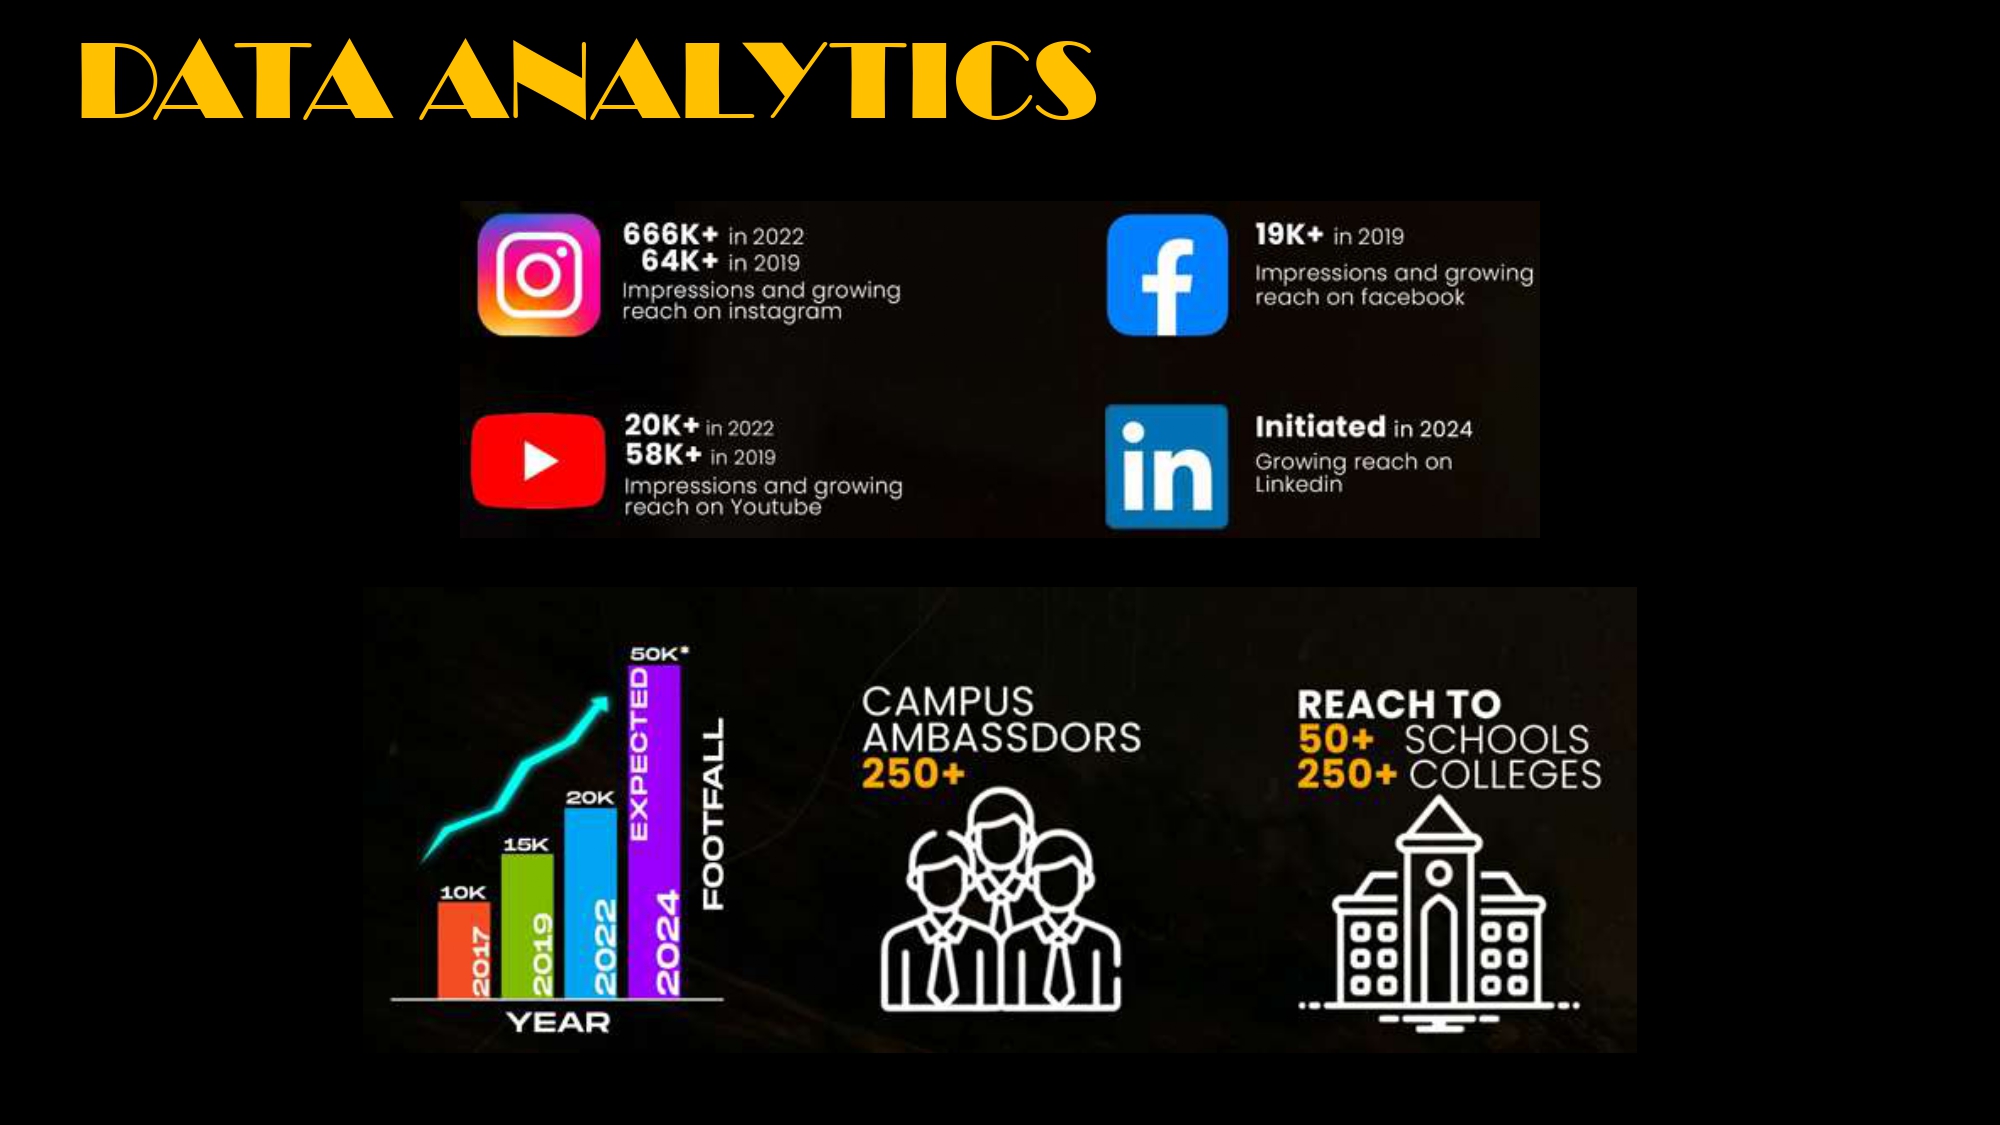 DATA ANALYTICS
666K+ in 2022
64K+ in 2019
Impressions and growing
reach on instagram
19K+ in 2019
Impressions and growing
reach on facebook
20K+ in 2022
58K+ in 2019
Impressions and growing
reach on Youtube
in
Initiated in 2024
Growing reach on
Linkedin
50K*
20K
15K
10K
2017
2019
2022
2024
EXPECTED
FOOTFALL
YEAR
CAMPUS
AMBASSDORS
250+
REACH TO
50+ SCHOOLS
250+ COLLEGES